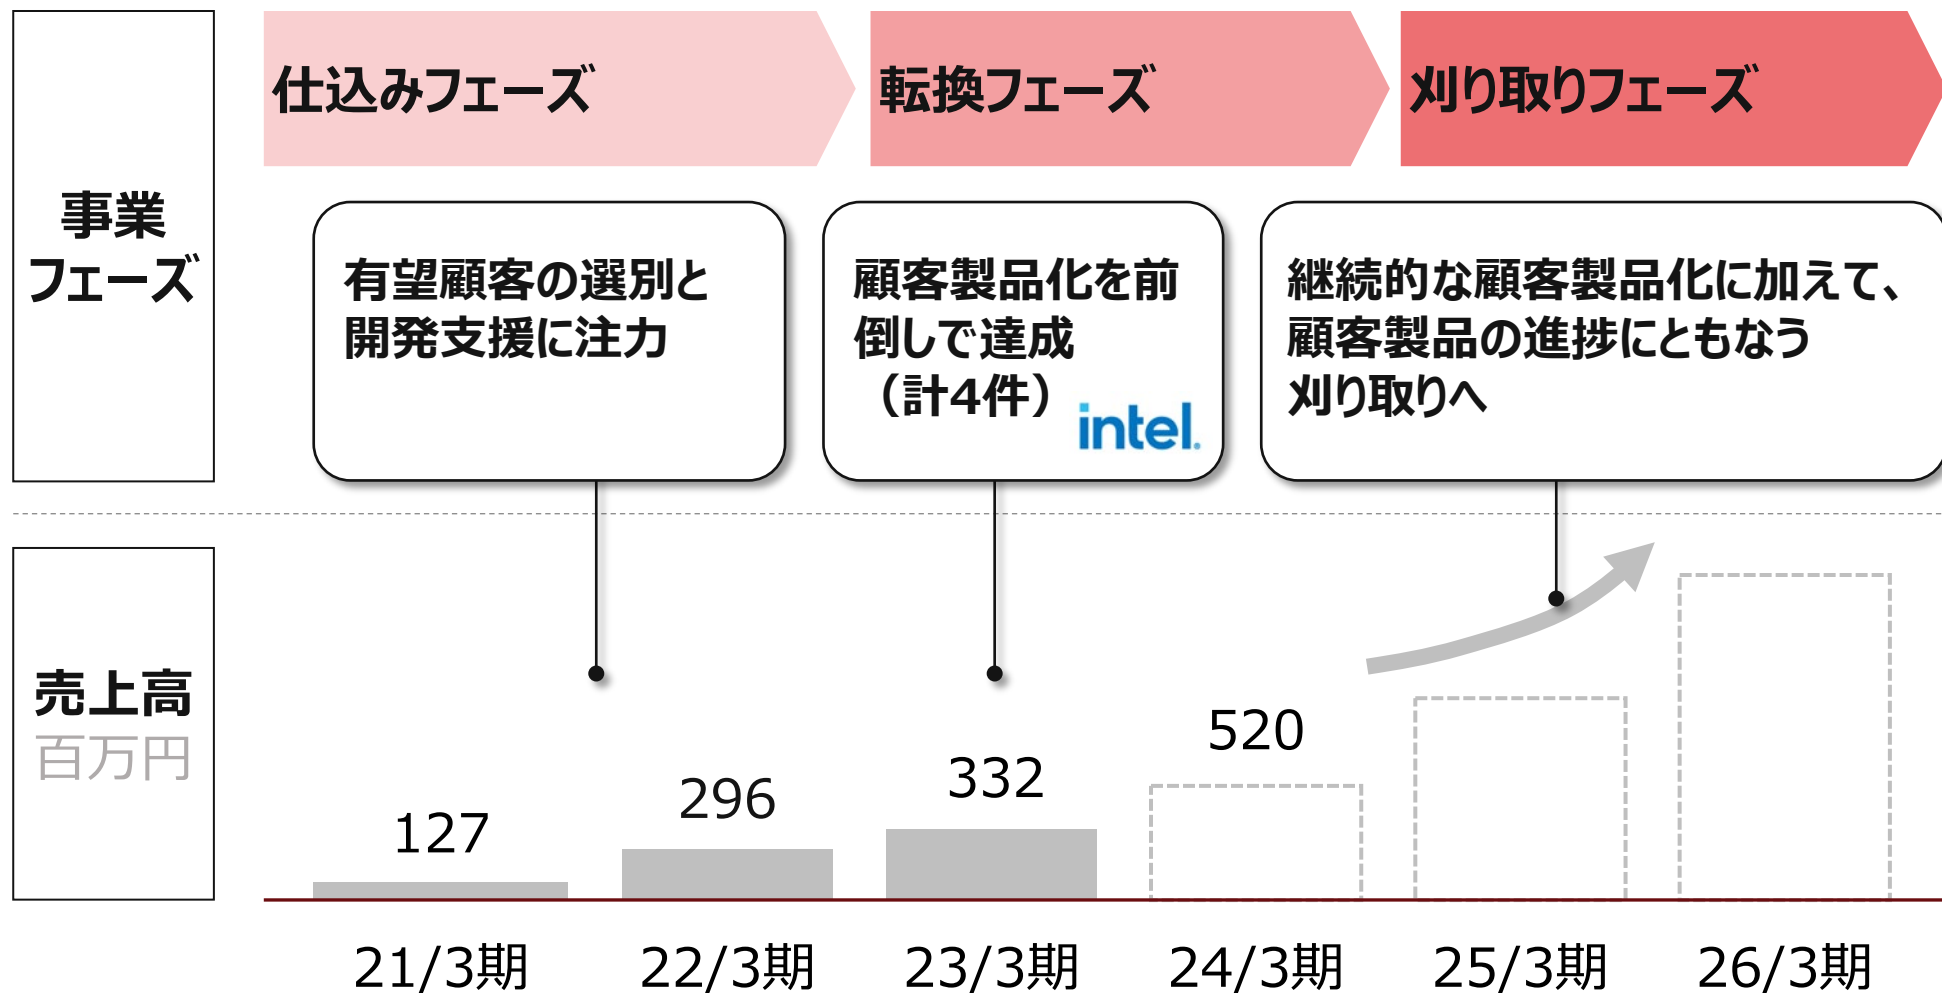 事業
フェーズ
仕込みフェーズ
転換フェーズ
刈り取りフェーズ
有望顧客の選別と
開発支援に注力
顧客製品化を前
倒しで達成
（計4件）
intel.
継続的な顧客製品化に加えて、
顧客製品の進捗にともなう
刈り取りへ
売上高
百万円
127
296
332
520
21/3期
22/3期
23/3期
24/3期
25/3期
26/3期